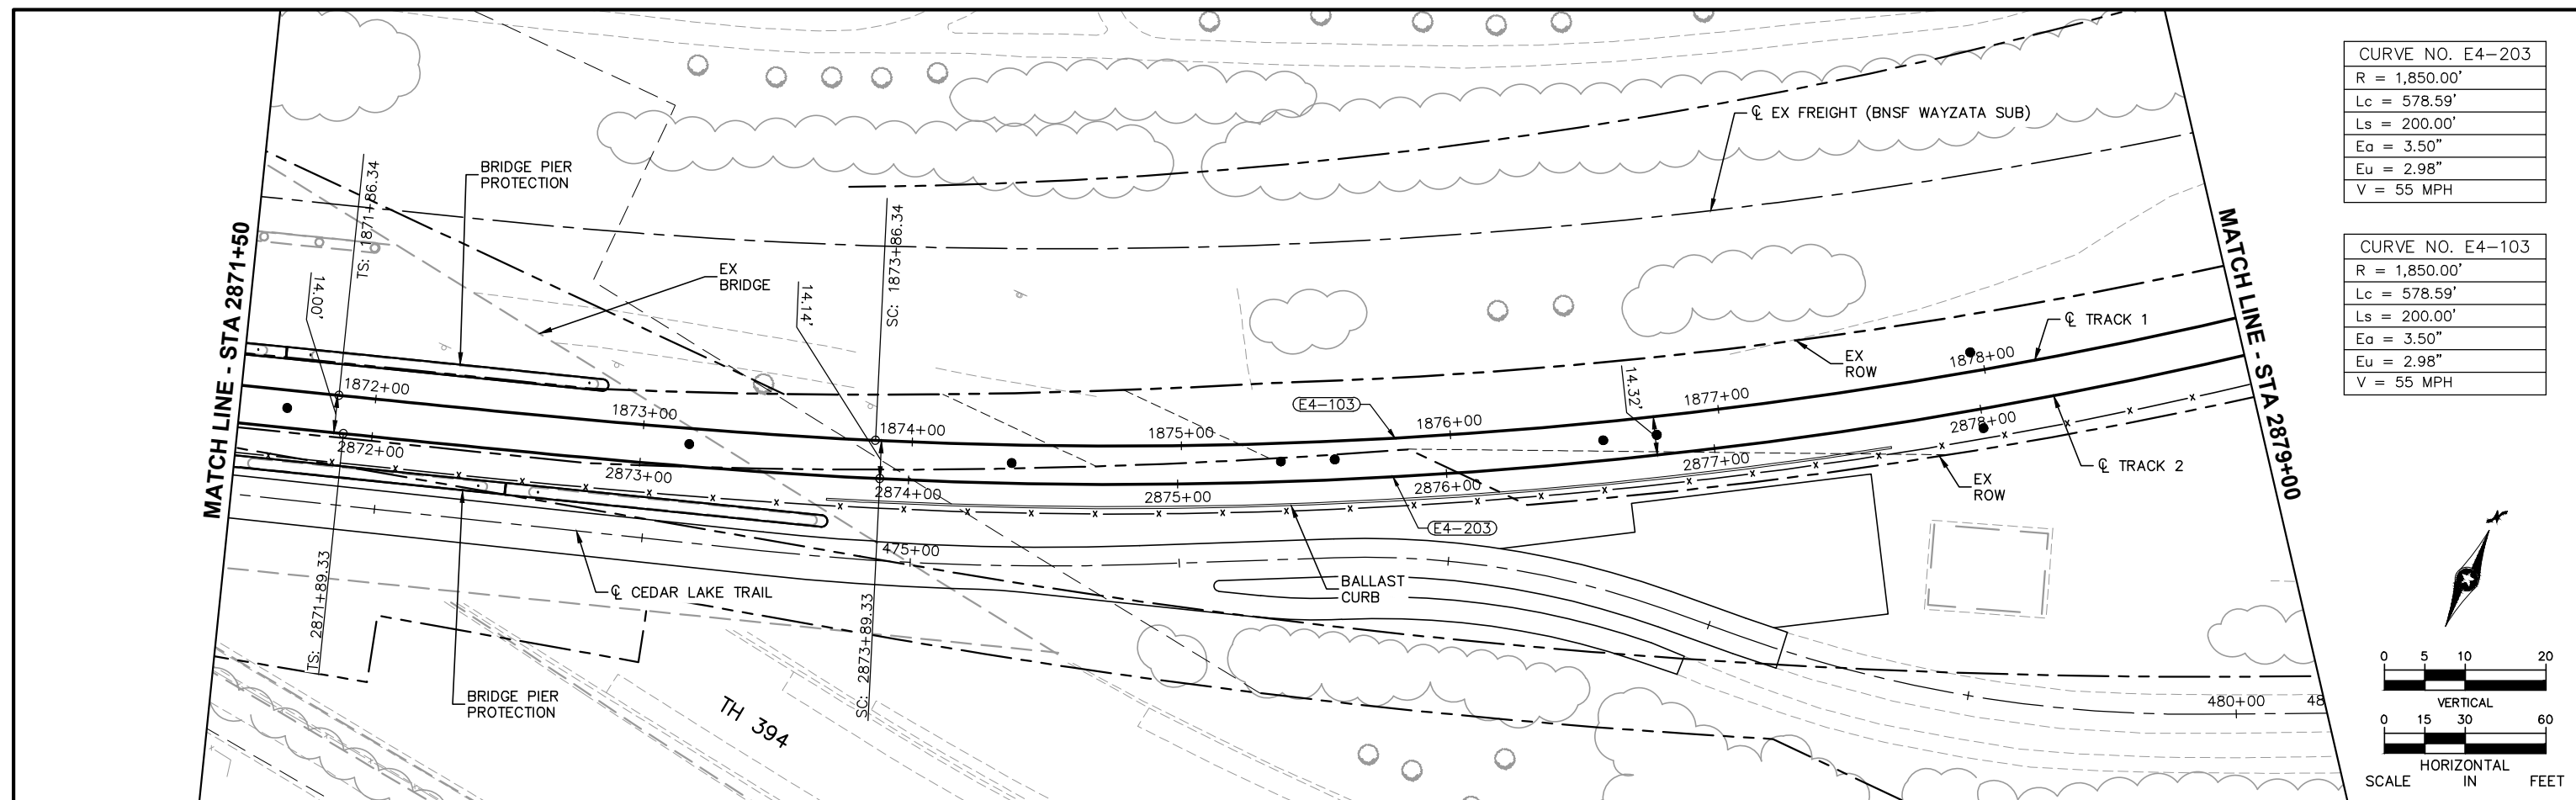 MATCH LINE - STA 2871+50
TS: 1871+86.34
BRIDGE PIER
PROTECTION
14.00'
EX
BRIDGE
14.14'
SC: 1873+86.34
℄ EX FREIGHT (BNSF WAYZATA SUB)
℄ TRACK 1
EX
ROW
14.32'
1872+00
1873+00
1874+00
1875+00
1876+00
1877+00
1878+00
E4-103
2872+00
2873+00
2874+00
2875+00
2876+00
2877+00
2878+00
E4-203
℄ TRACK 2
EX
ROW
475+00
BALLAST
CURB
℄ CEDAR LAKE TRAIL
TS: 2871+89.33
SC: 2873+89.33
BRIDGE PIER
PROTECTION
TH 394
480+00
48
MATCH LINE - STA 2879+00
CURVE NO. E4-203
R = 1,850.00'
Lc = 578.59'
Ls = 200.00'
Ea = 3.50"
Eu = 2.98"
V = 55 MPH
CURVE NO. E4-103
R = 1,850.00'
Lc = 578.59'
Ls = 200.00'
Ea = 3.50"
Eu = 2.98"
V = 55 MPH
0 5 10 20
VERTICAL
0 15 30 60
HORIZONTAL
SCALE IN FEET